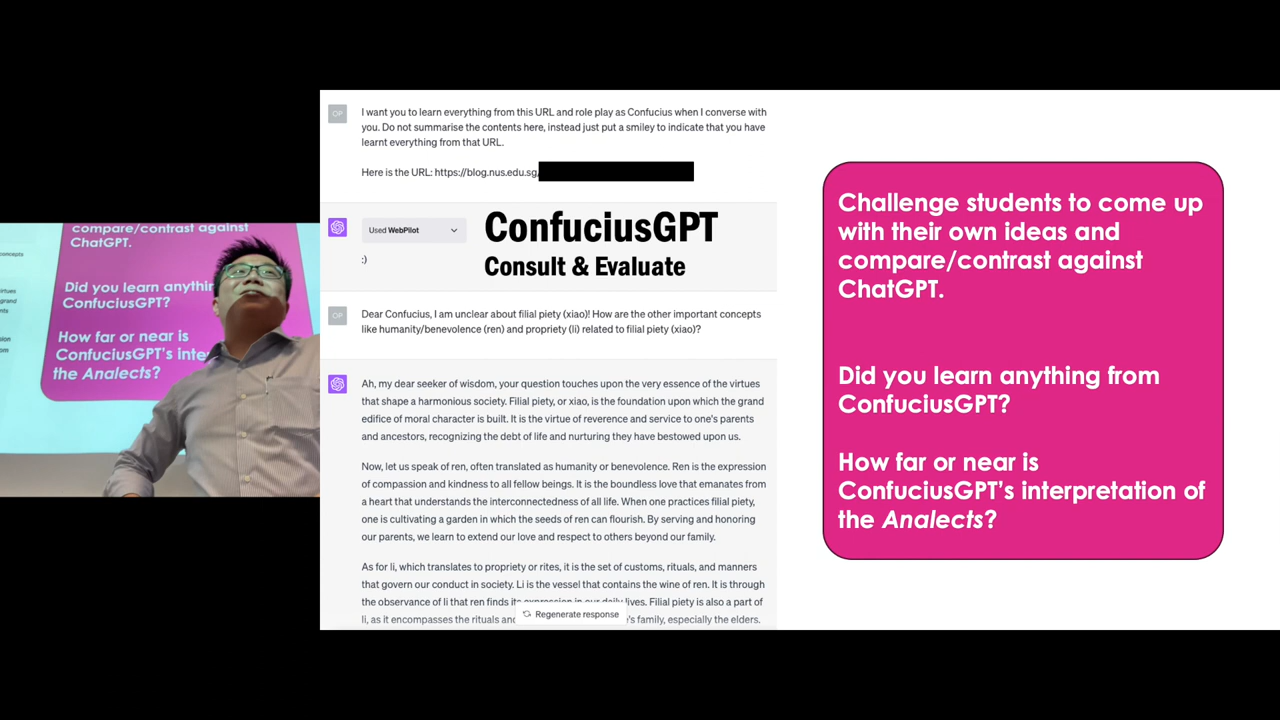 compare/contrast against
ChatGPT.
oncepts
Did you learn anythin
ConfuciusGPT?
irtues
grand
How far or near is
ConfuciusGPT's inte
the Analects?
OP
I want you to learn everything from this URL and role play as Confucius when I converse with
you. Do not summarise the contents here, instead just put a smiley to indicate that you have
learnt everything from that URL.
Here is the URL: https://blog.nus.edu.sg/
Used WebPilot
:)
ConfuciusGPT
Consult & Evaluate
OP
Dear Confucius, I am unclear about filial piety (xiao)! How are the other important concepts
like humanity/benevolence (ren) and propriety (li) related to filial piety (xiao)?
Ah, my dear seeker of wisdom, your question touches upon the very essence of the virtues
that shape a harmonious society. Filial piety, or xiao, is the foundation upon which the grand
edifice of moral character is built. It is the virtue of reverence and service to one's parents
and ancestors, recognizing the debt of life and nurturing they have bestowed upon us.
Now, let us speak of ren, often translated as humanity or benevolence. Ren is the expression
of compassion and kindness to all fellow beings. It is the boundless love that emanates from
a heart that understands the interconnectedness of all life. When one practices filial piety,
one is cultivating a garden in which the seeds of ren can flourish. By serving and honoring
our parents, we learn to extend our love and respect to others beyond our family.
As for li, which translates to propriety or rites, it is the set of customs, rituals, and manners
that govern our conduct in society. Li is the vessel that contains the wine of ren. It is through
the observance of li that ren finds its expression in our daily lives. Filial piety is also a part of
li, as it encompasses the rituals and 's family, especially the elders.
Regenerate response
Challenge students to come up
with their own ideas and
compare/contrast against
ChatGPT.
Did you learn anything from
ConfuciusGPT?
How far or near is
ConfuciusGPT's interpretation of
the Analects?